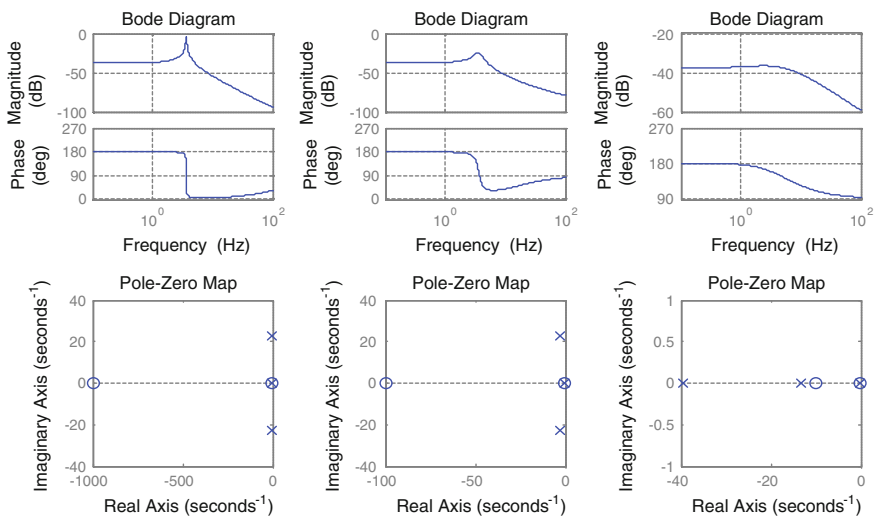 Bode Diagram
Magnitude
(dB)
0
-50
-100
Phase
(deg)
270
180
90
0
10^0
10^2
Frequency (Hz)
Bode Diagram
Magnitude
(dB)
0
-50
-100
Phase
(deg)
270
180
90
0
10^0
10^2
Frequency (Hz)
Bode Diagram
Magnitude
(dB)
-20
-40
-60
Phase
(deg)
270
180
90
10^0
10^2
Frequency (Hz)
Pole-Zero Map
Imaginary Axis (seconds^-1)
40
20
0
-20
-40
-1000
-500
0
Real Axis (seconds^-1)
Pole-Zero Map
Imaginary Axis (seconds^-1)
40
20
0
-20
-40
-100
-50
0
Real Axis (seconds^-1)
Pole-Zero Map
Imaginary Axis (seconds^-1)
1
0.5
0
-0.5
-1
-40
-20
0
Real Axis (seconds^-1)